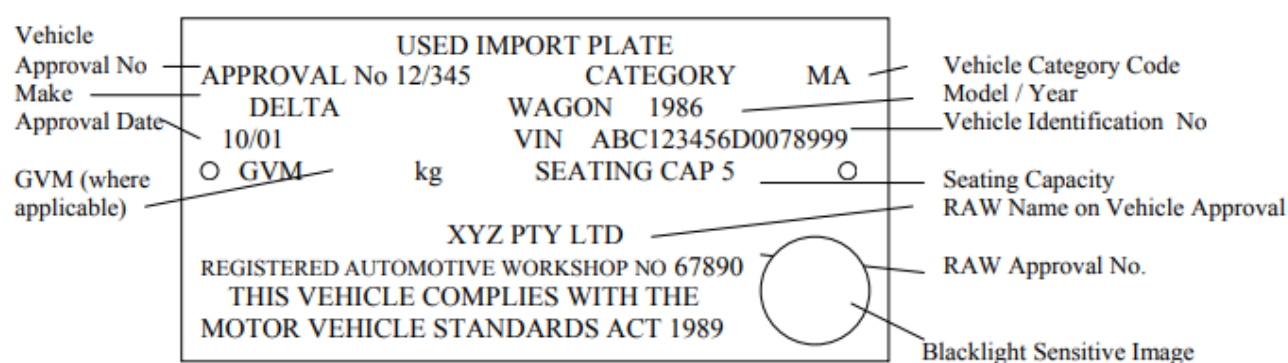 Vehicle
Approval No
Make
Approval Date
GVM (where
applicable)
USED IMPORT PLATE
APPROVAL No 12/345 CATEGORY MA
DELTA WAGON 1986
10/01 VIN ABC123456D0078999
GVM kg SEATING CAP 5
XYZ PTY LTD
REGISTERED AUTOMOTIVE WORKSHOP NO 67890
THIS VEHICLE COMPLIES WITH THE
MOTOR VEHICLE STANDARDS ACT 1989
Vehicle Category Code
Model / Year
Vehicle Identification No
Seating Capacity
RAW Name on Vehicle Approval
RAW Approval No.
Blacklight Sensitive Image